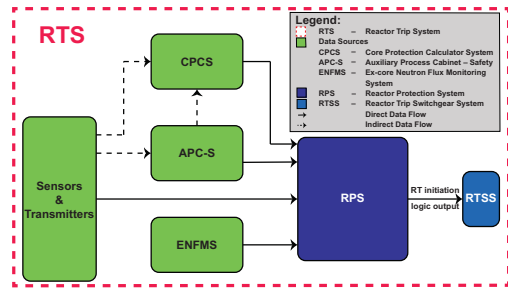 RTS
Legend:
RTS – Reactor Trip System
Data Sources
CPCS – Core Protection Calculator System
APC-S – Auxiliary Process Cabinet – Safety
ENFMS – Ex-core Neutron Flux Monitoring
System
RPS – Reactor Protection System
RTSS – Reactor Trip Switchgear System
Direct Data Flow
Indirect Data Flow
CPCS
APC-S
Sensors
&
Transmitters
ENFMS
RPS
RT initiation
logic output
RTSS